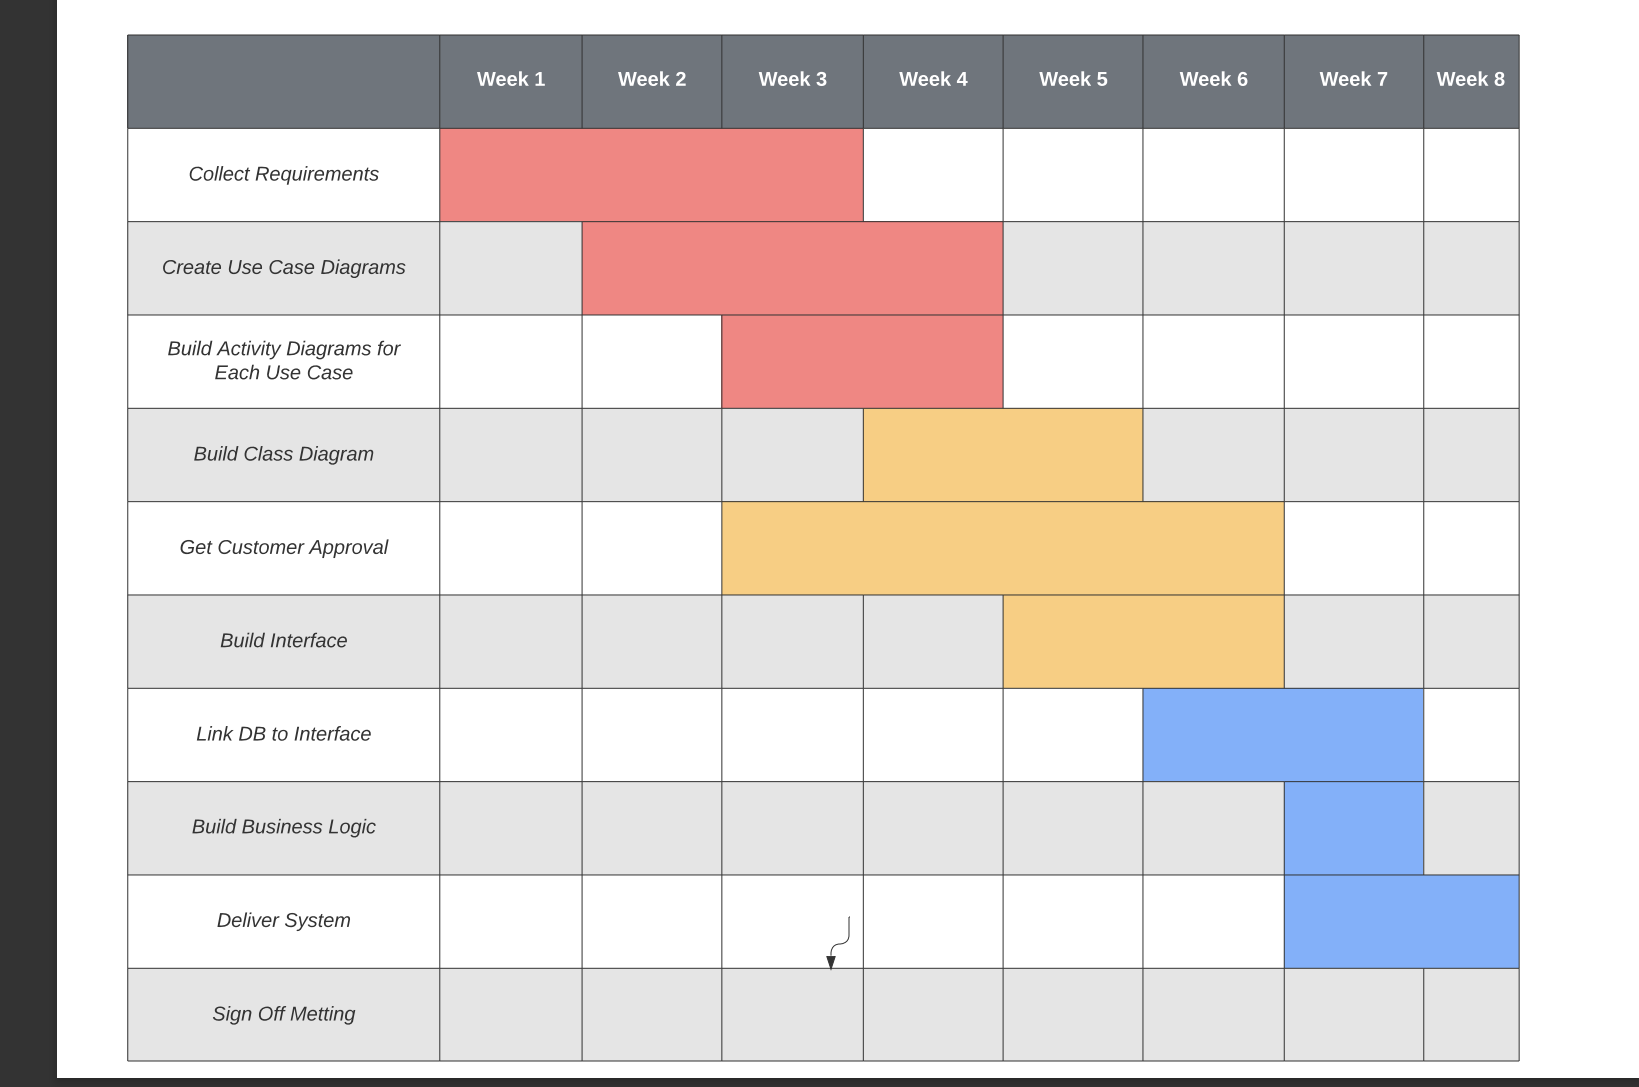 Week 1
Week 2
Week 3
Week 4
Week 5
Week 6
Week 7
Week 8
Collect Requirements
Create Use Case Diagrams
Build Activity Diagrams for
Each Use Case
Build Class Diagram
Get Customer Approval
Build Interface
Link DB to Interface
Build Business Logic
Deliver System
Sign Off Metting